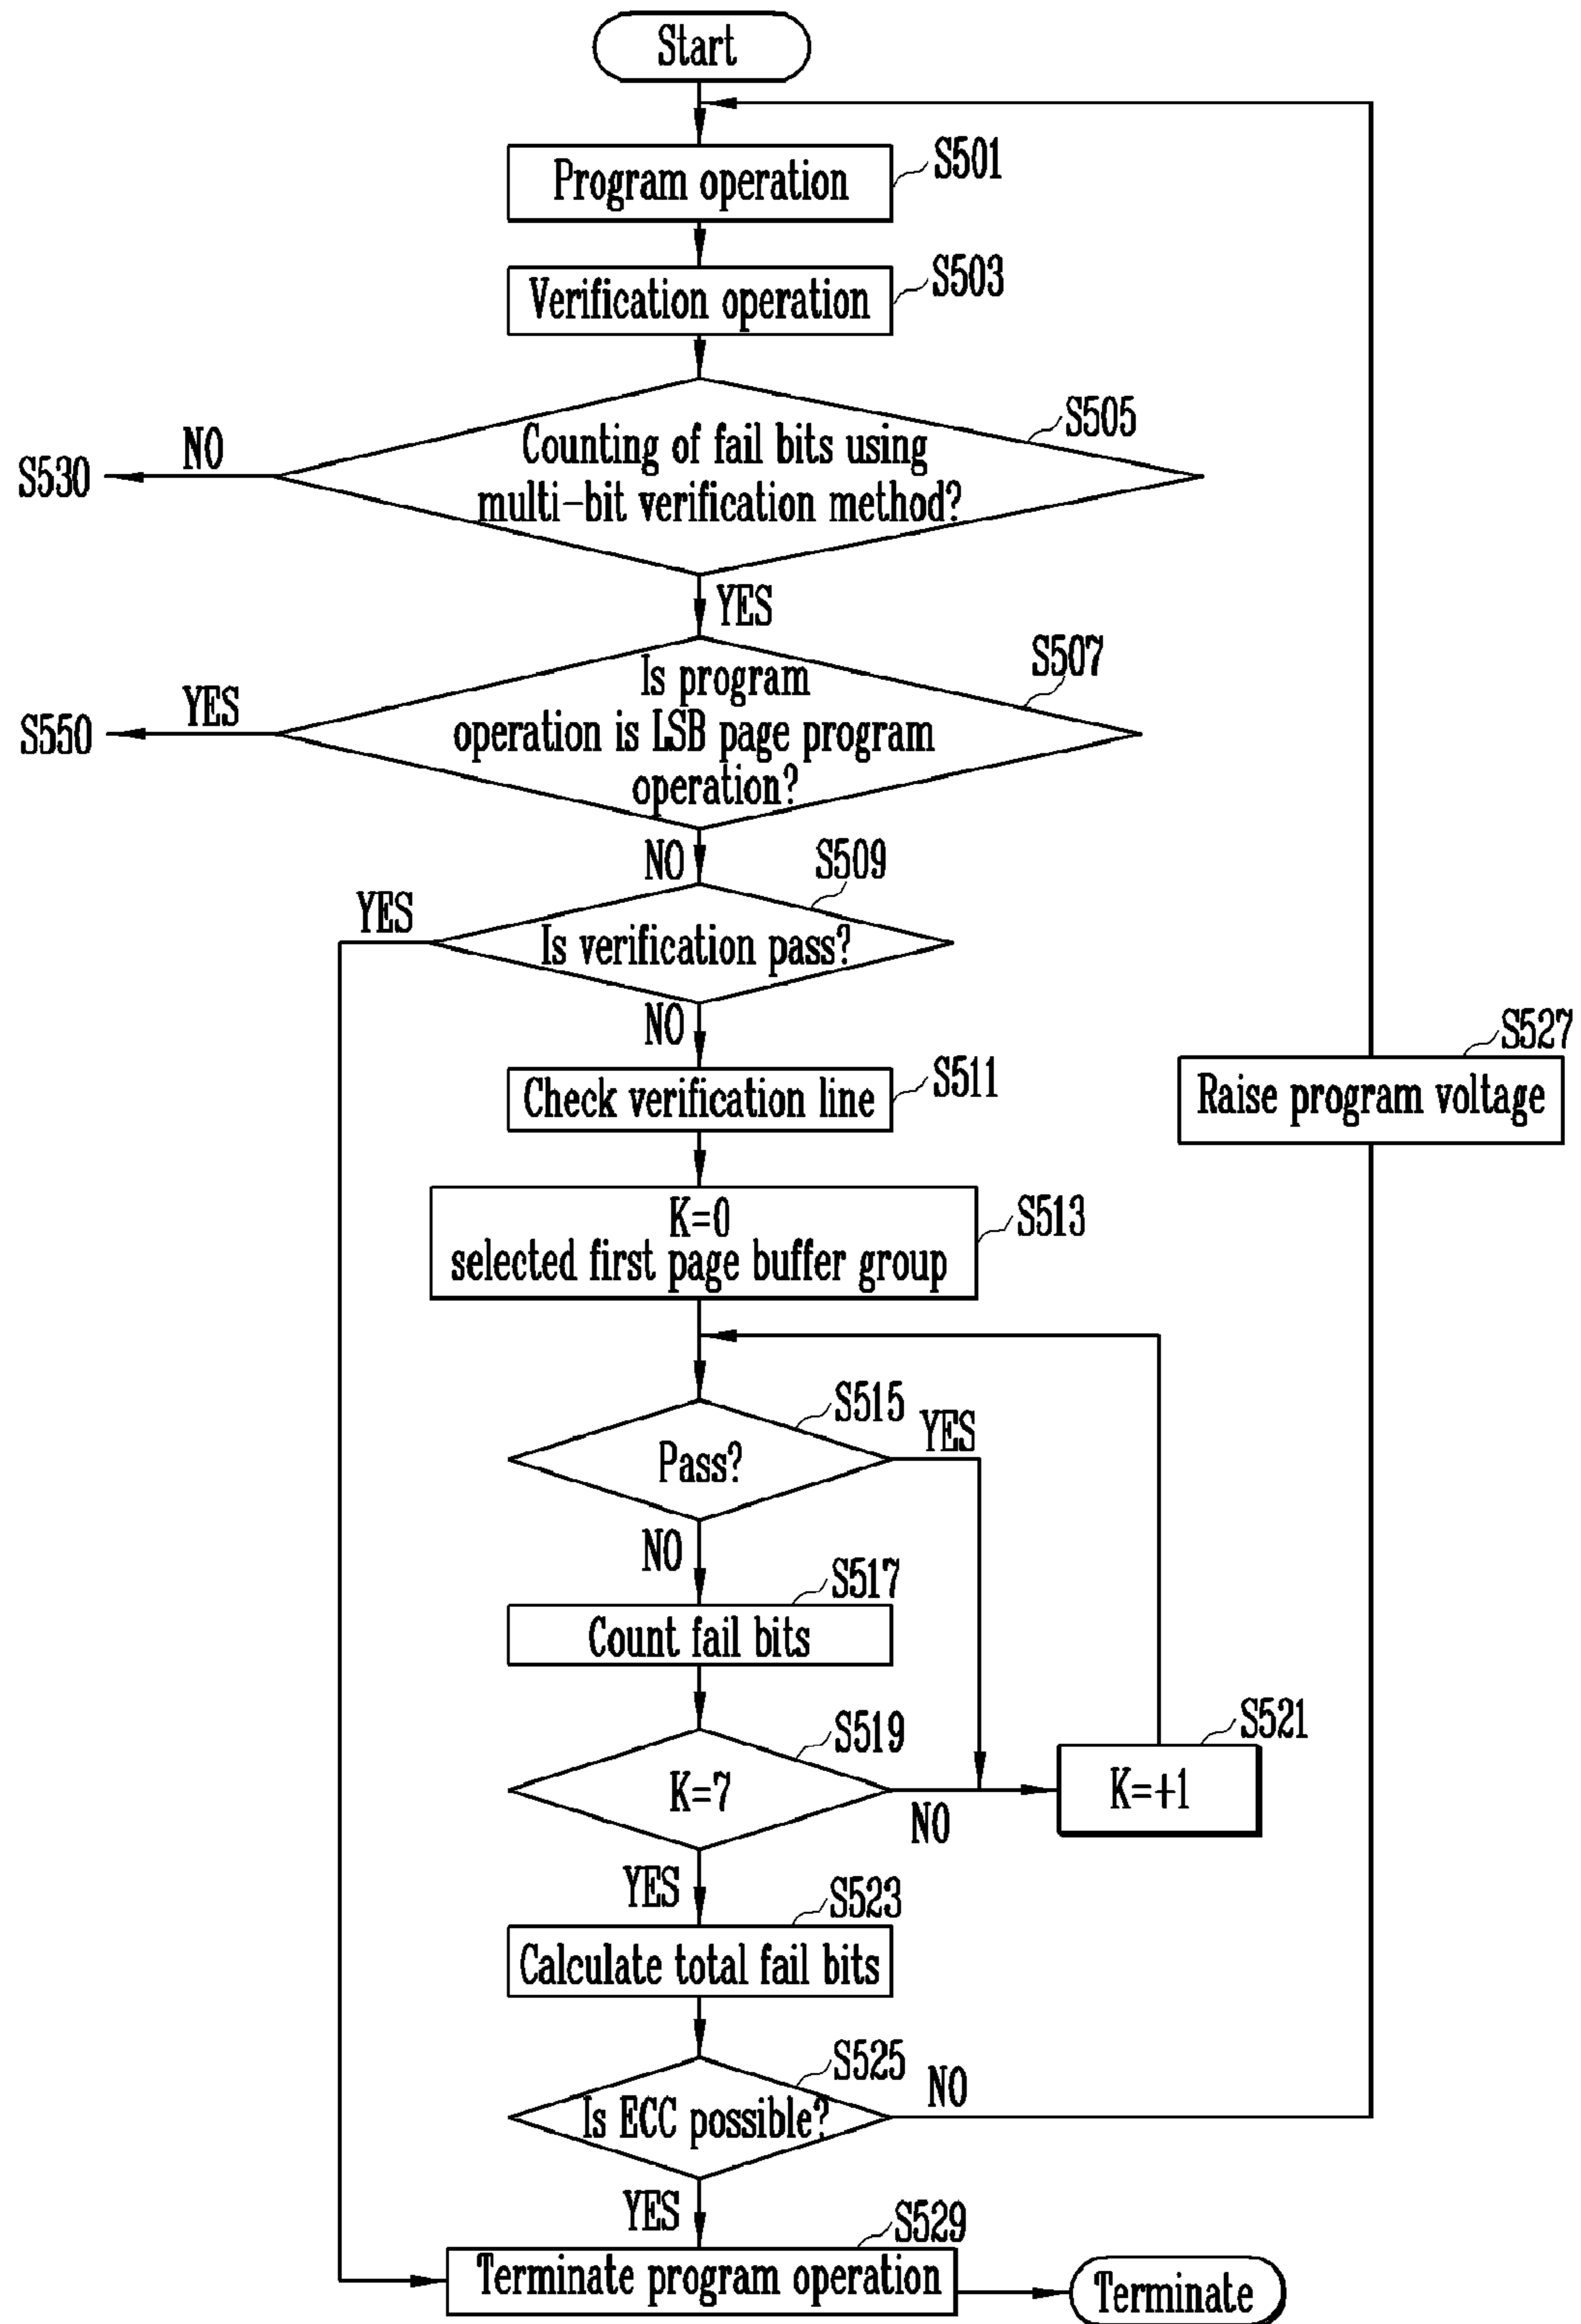 Start
Program operation
S501
Verification operation
S503
Counting of fail bits using
multi-bit verification method?
S505
NO
S530
YES
Is program
operation is LSB page program
operation?
S507
YES
S550
NO
Is verification pass?
S509
YES
NO
Check verification line
S511
Raise program voltage
S527
K=0
selected first page buffer group
S513
Pass?
S515
YES
NO
Count fail bits
S517
K=7
S519
NO
K=+1
S521
YES
Calculate total fail bits
S523
Is ECC possible?
S525
NO
YES
Terminate program operation
S529
Terminate